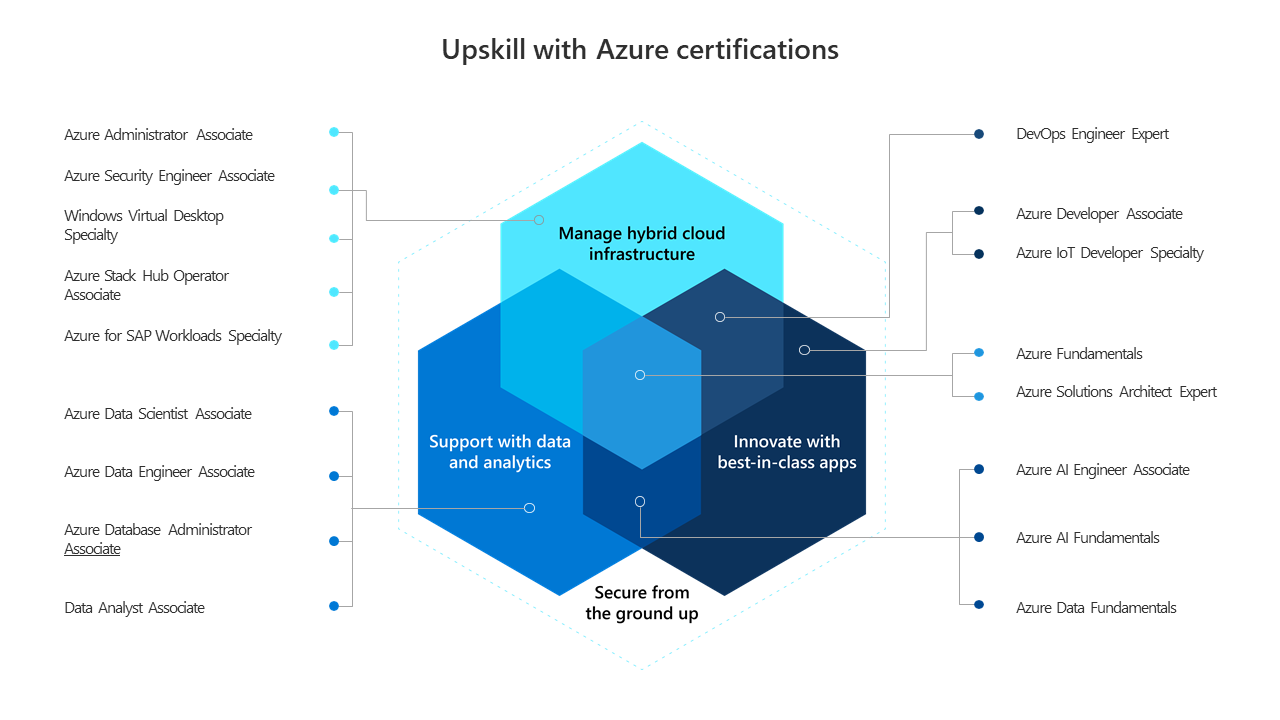 Upskill with Azure certifications
Azure Administrator Associate
Azure Security Engineer Associate
Windows Virtual Desktop
Specialty
Azure Stack Hub Operator
Associate
Azure for SAP Workloads Specialty
Azure Data Scientist Associate
Azure Data Engineer Associate
Azure Database Administrator
Associate
Data Analyst Associate
Manage hybrid cloud
infrastructure
Support with data
and analytics
Innovate with
best-in-class apps
Secure from
the ground up
DevOps Engineer Expert
Azure Developer Associate
Azure IoT Developer Specialty
Azure Fundamentals
Azure Solutions Architect Expert
Azure AI Engineer Associate
Azure AI Fundamentals
Azure Data Fundamentals